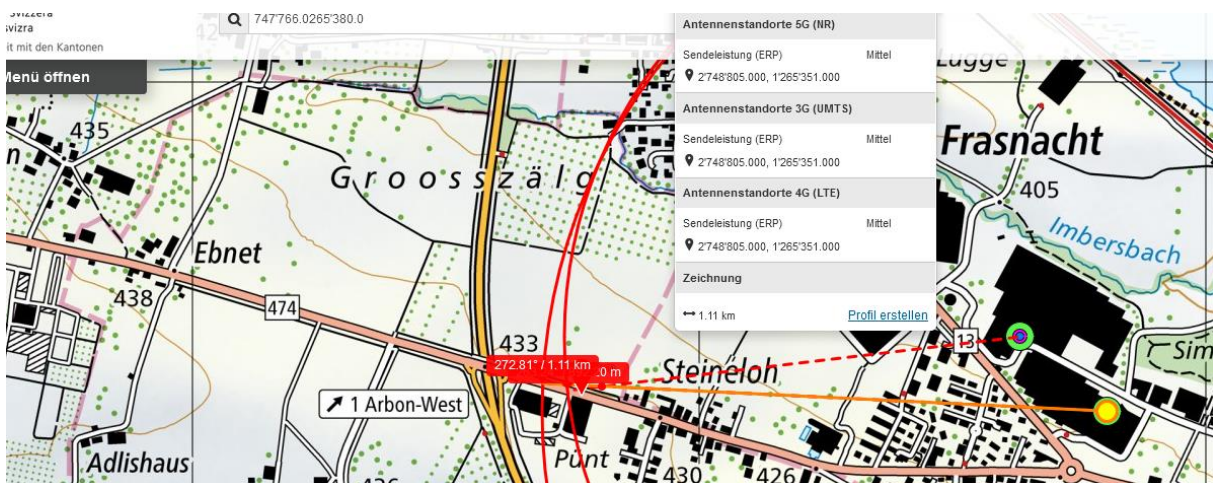 svizra
it mit den Kantonen
747'766.0265'380.0
Menü öffnen
Antennenstandorte 5G (NR)
Sendeleistung (ERP) Mittel
2'748'805.000, 1'265'351.000
Antennenstandorte 3G (UMTS)
Sendeleistung (ERP) Mittel
2'748'805.000, 1'265'351.000
Antennenstandorte 4G (LTE)
Sendeleistung (ERP) Mittel
2'748'805.000, 1'265'351.000
Zeichnung
1.11 km Profil erstellen
Frasnacht
435
Grooszälg
405
Imbersbach
Ebnet
438
474
433
13
272.81° / 1.11 km
20 m
Steineloh
1 Arbon-West
Adlishaus
Pünt
430
426